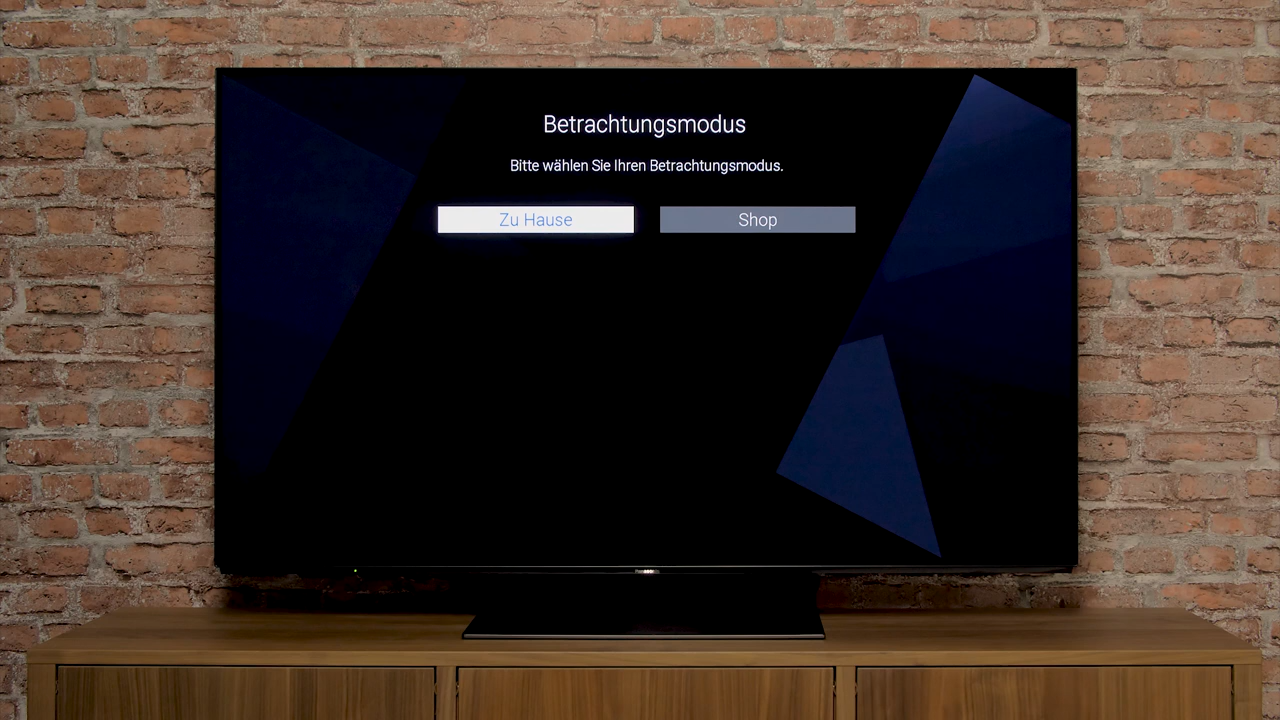 Betrachtungsmodus
Bitte wählen Sie Ihren Betrachtungsmodus.
Zu Hause
Shop